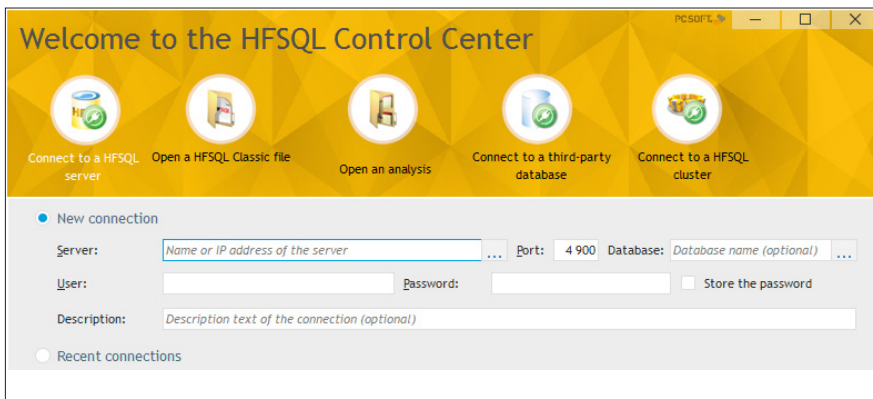 PC SOFT
Welcome to the HFSQL Control Center
Connect to a HFSQL
server
Open a HFSQL Classic file
Open an analysis
Connect to a third-party
database
Connect to a HFSQL
cluster
New connection
Server: Name or IP address of the server ... Port: 4 900 Database: Database name (optional) ...
User: Password: Store the password
Description: Description text of the connection (optional)
Recent connections